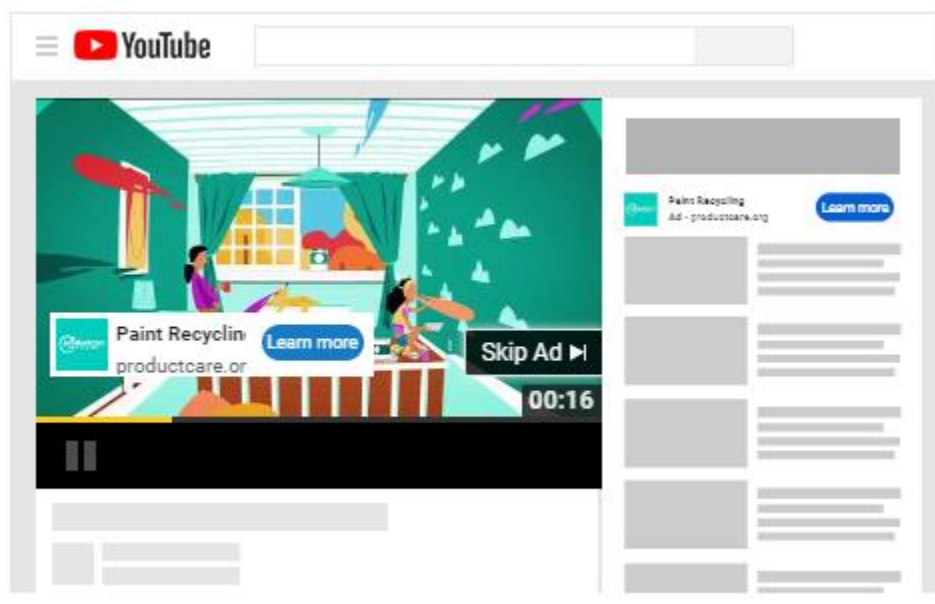 YouTube
Paint Recycling
Ad - productcare.org
Learn more
Paint Recyclin
productcare.or
Learn more
Skip Ad
00:16